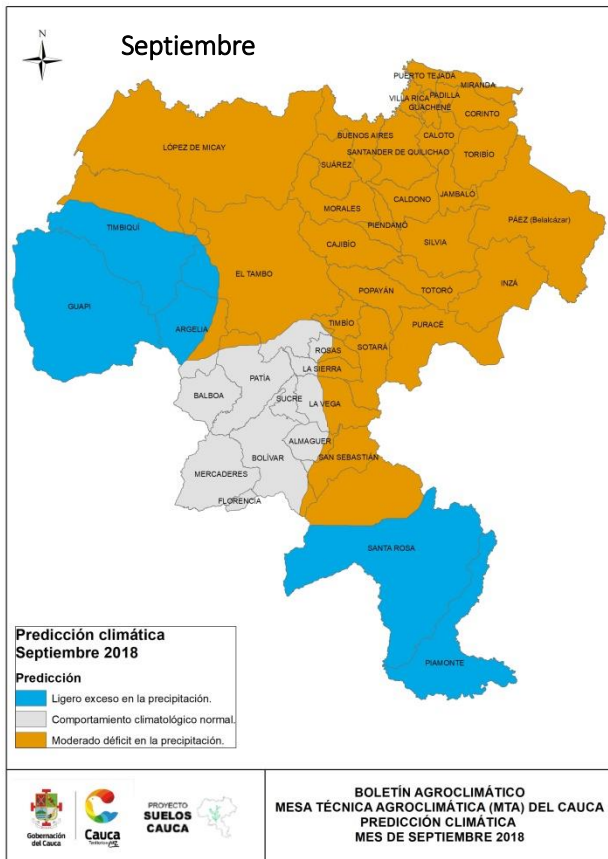 Septiembre
N
PUERTO TEJADA
MIRANDA
VILLA RICA
PADILLA
GUACHENÉ
CORINTO
LÓPEZ DE MICAY
BUENOS AIRES
CALOTO
SANTANDER DE QUILICHAO
TORIBÍO
SUÁREZ
CALDONO
JAMBALÓ
MORALES
PÁEZ (Belalcázar)
TIMBIQUÍ
PIENDAMÓ
CAJIBÍO
SILVIA
EL TAMBO
INZÁ
GUAPI
POPAYÁN
TOTORÓ
ARGELIA
TIMBÍO
PURACÉ
ROSAS
SOTARÁ
LA SIERRA
PATÍA
BALBOA
SUCRE
LA VEGA
ALMAGUER
BOLÍVAR
SAN SEBASTIÁN
MERCADERES
FLORENCIA
SANTA ROSA
PIAMONTE
Predicción climática
Septiembre 2018
Predicción
Ligero exceso en la precipitación.
Comportamiento climatológico normal.
Moderado déficit en la precipitación.
Gobernación
del Cauca
Cauca
PROYECTO
SUELOS
CAUCA
BOLETÍN AGROCLIMÁTICO
MESA TÉCNICA AGROCLIMÁTICA (MTA) DEL CAUCA
PREDICCIÓN CLIMÁTICA
MES DE SEPTIEMBRE 2018